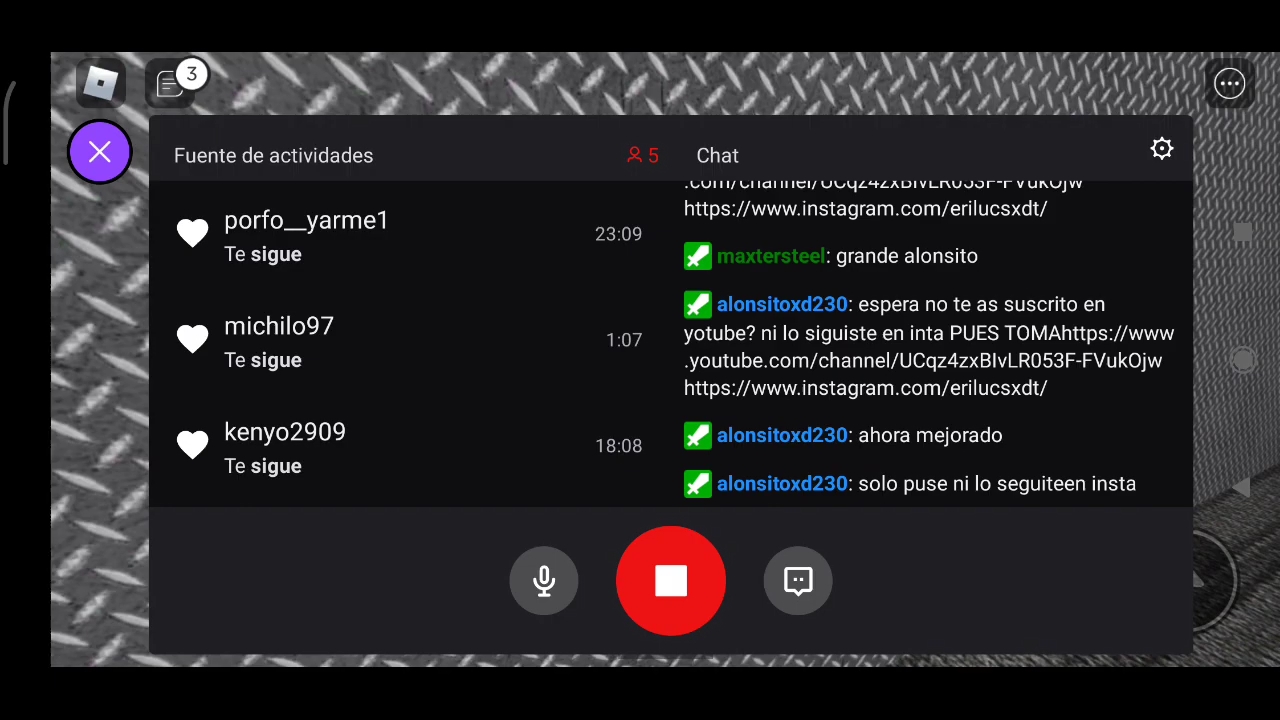 3
Fuente de actividades
5
porfo__yarme1
Te sigue
23:09
michilo97
Te sigue
1:07
kenyo2909
Te sigue
18:08
Chat
.com/channel/UCqz4zxBIvLR053F-FVukOjw
https://www.instagram.com/erilucsxdt/
maxtersteel: grande alonsito
alonsitoxd230: espera no te as suscrito en
yotube? ni lo siguiste en inta PUES TOMAhttps://www
.youtube.com/channel/UCqz4zxBIvLR053F-FVukOjw
https://www.instagram.com/erilucsxdt/
alonsitoxd230: ahora mejorado
alonsitoxd230: solo puse ni lo seguiteen insta